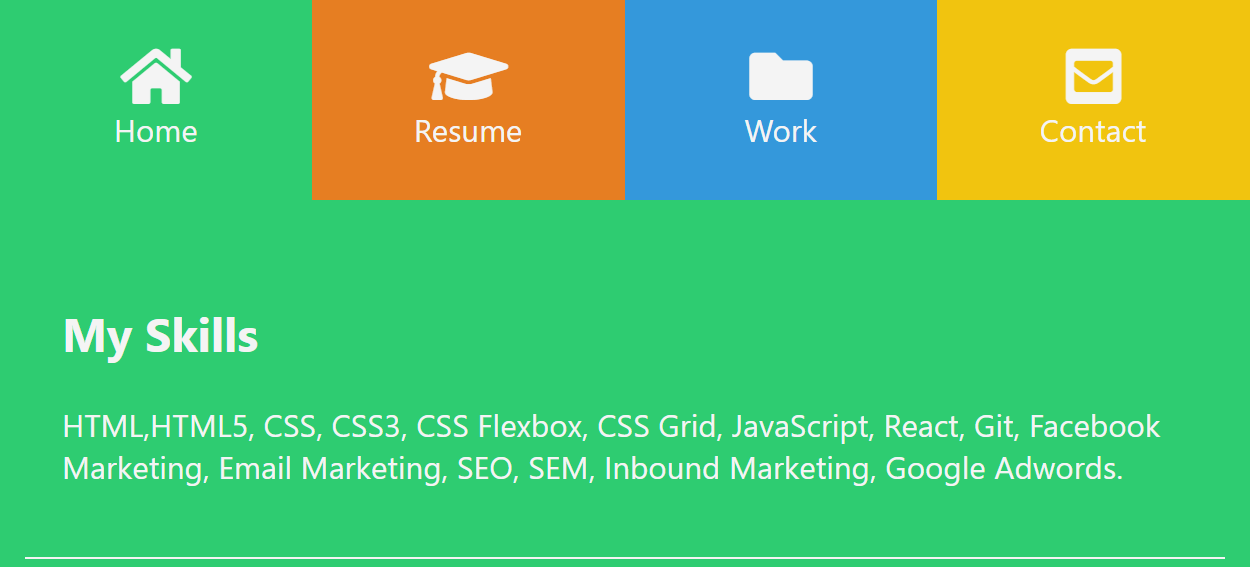 Home
Resume
Work
Contact
My Skills
HTML,HTML5, CSS, CSS3, CSS Flexbox, CSS Grid, JavaScript, React, Git, Facebook
Marketing, Email Marketing, SEO, SEM, Inbound Marketing, Google Adwords.